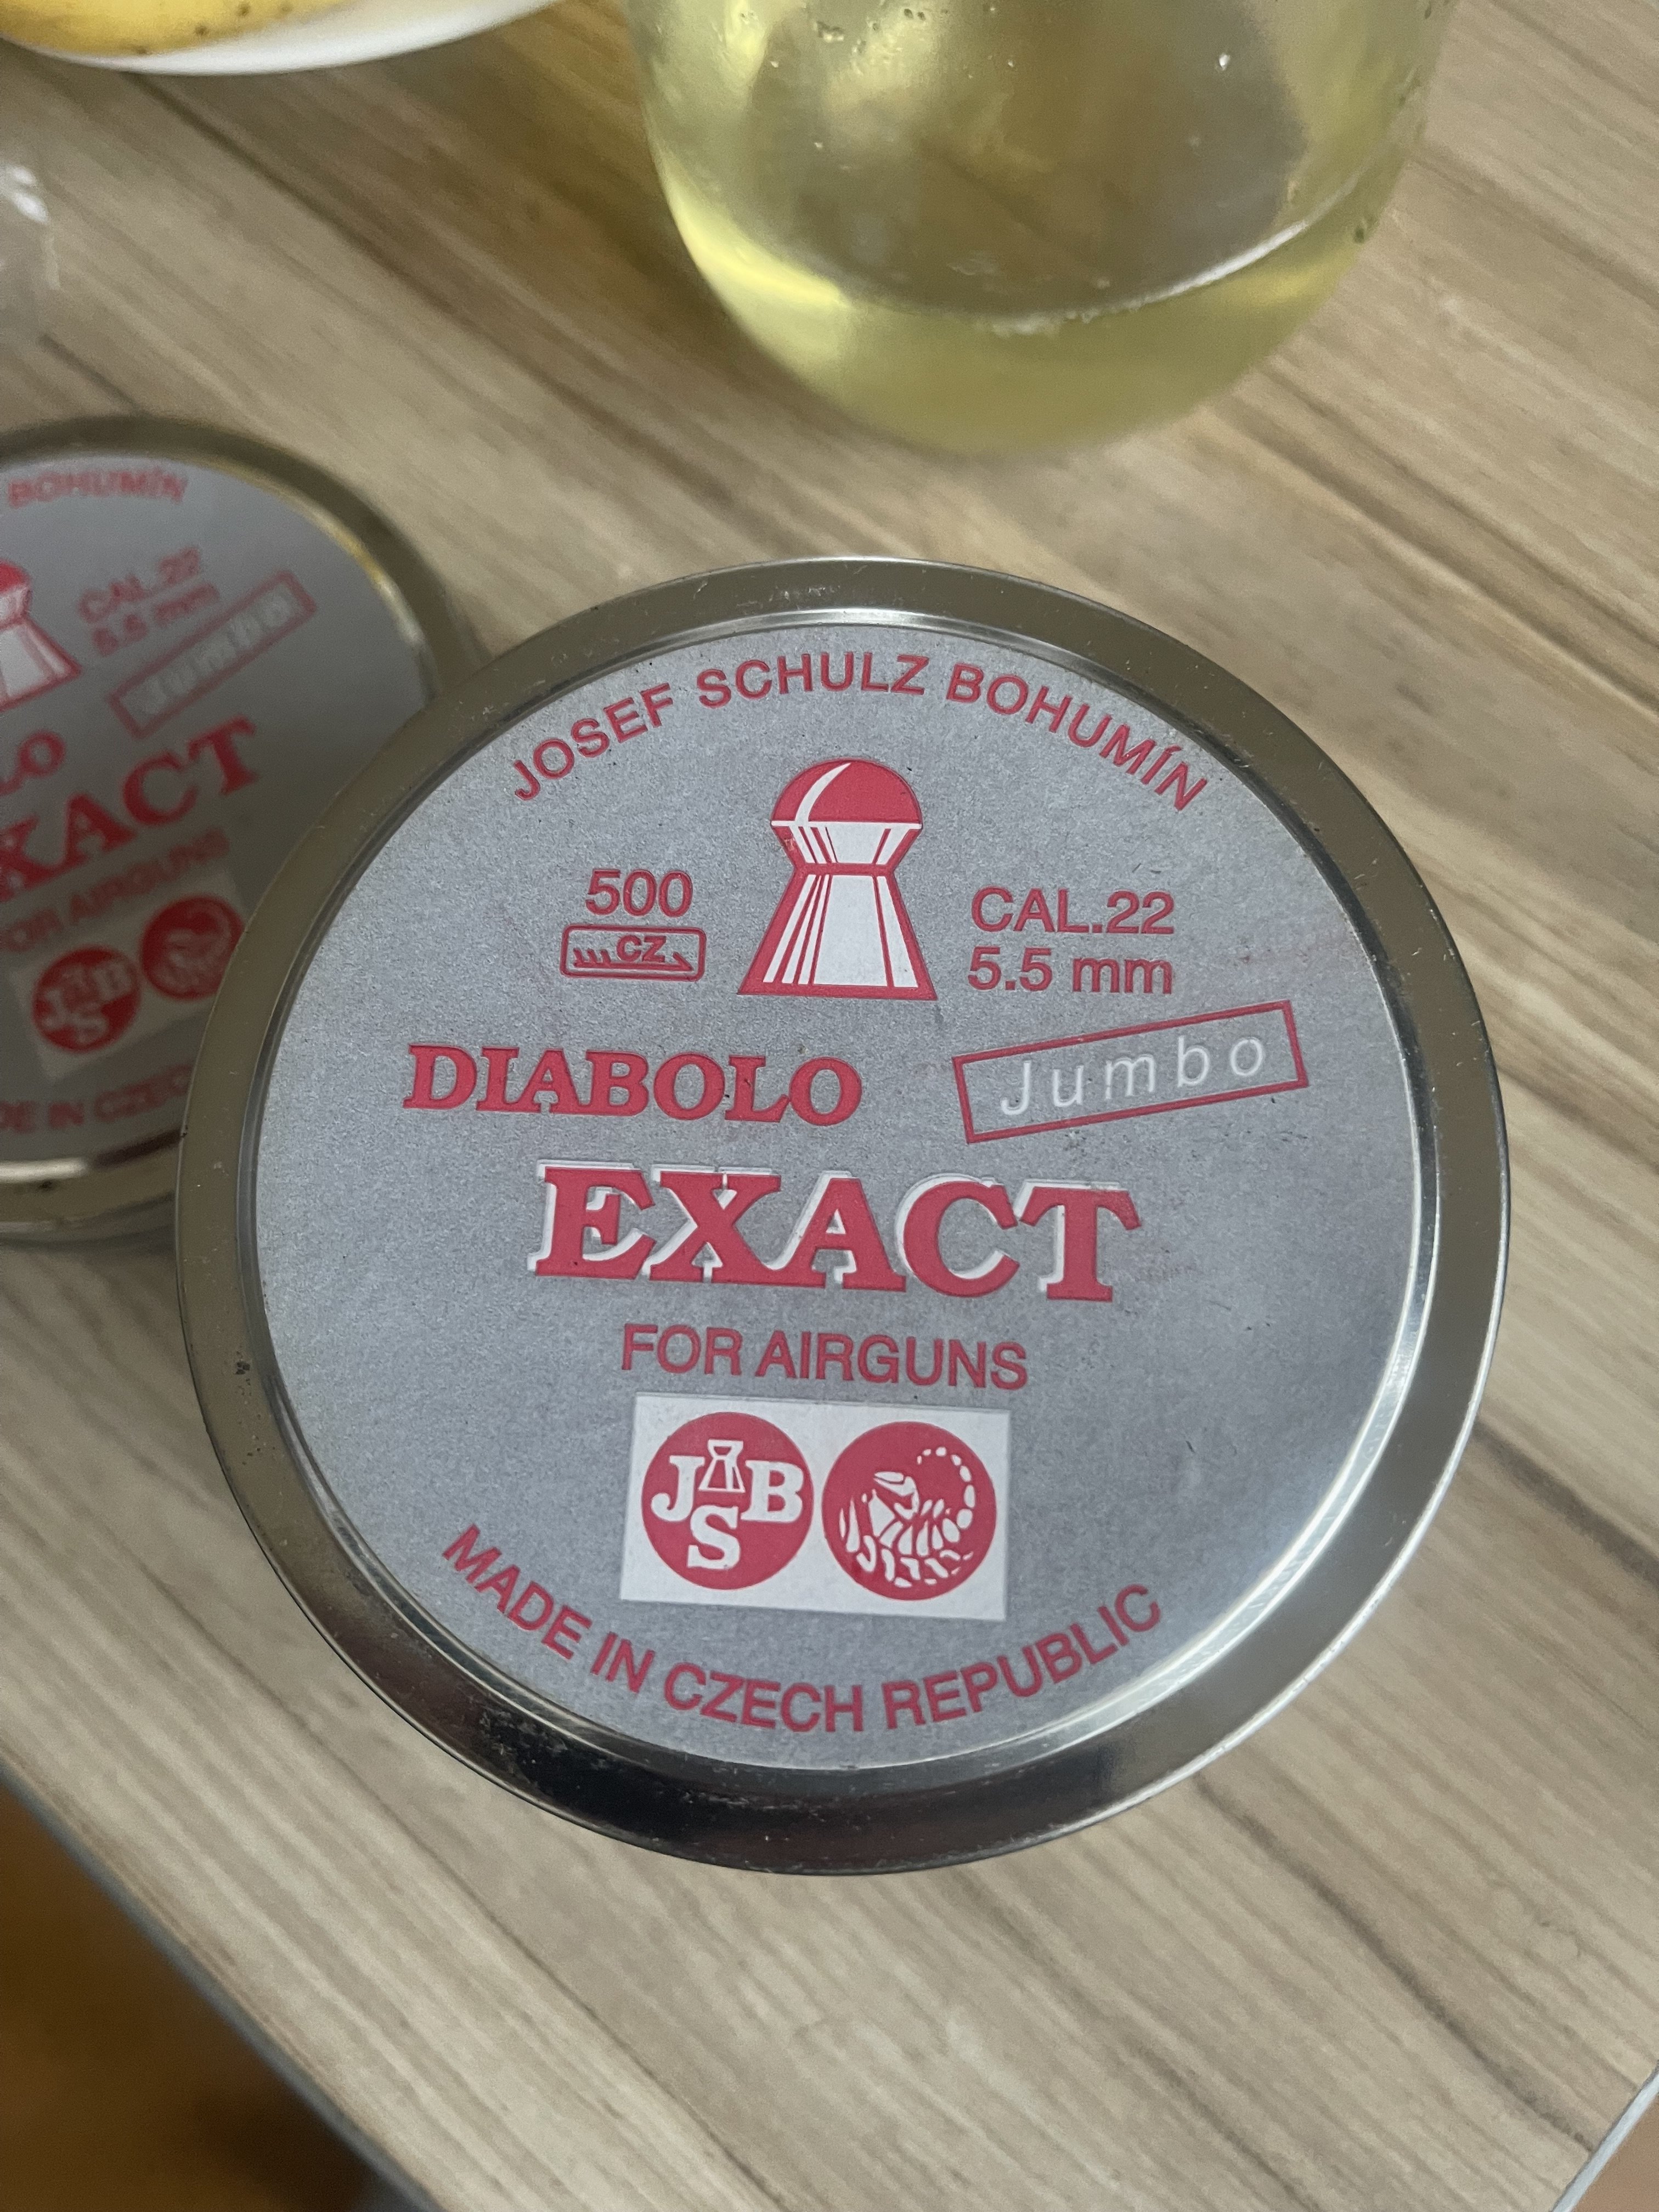 JOSEF SCHULZ BOHUMÍN
500
CZ
CAL.22
5.5 mm
DIABOLO
Jumbo
EXACT
FOR AIRGUNS
JSB
MADE IN CZECH REPUBLIC
BOHUMÍN
CAL.22
5.5 mm
Jumbo
EXACT
FOR AIRGUNS
JSB